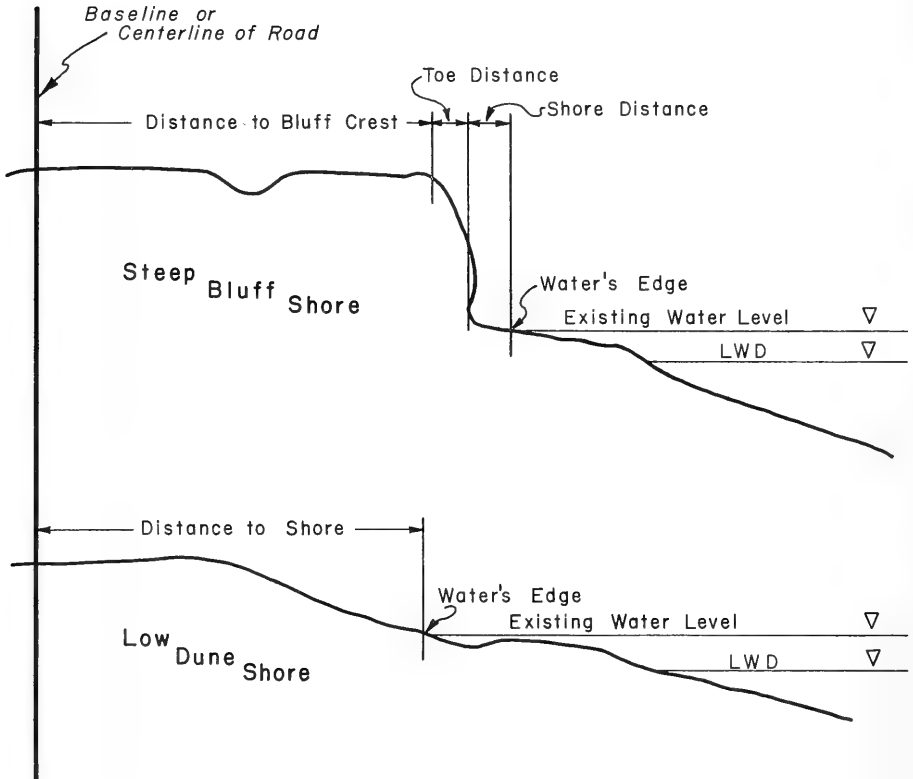 Baseline or
Centerline of Road
Toe Distance
Shore Distance
Distance to Bluff Crest
Steep Bluff Shore
Water's Edge
Existing Water Level
LWD
Distance to Shore
Water's Edge
Existing Water Level
LWD
Low Dune Shore